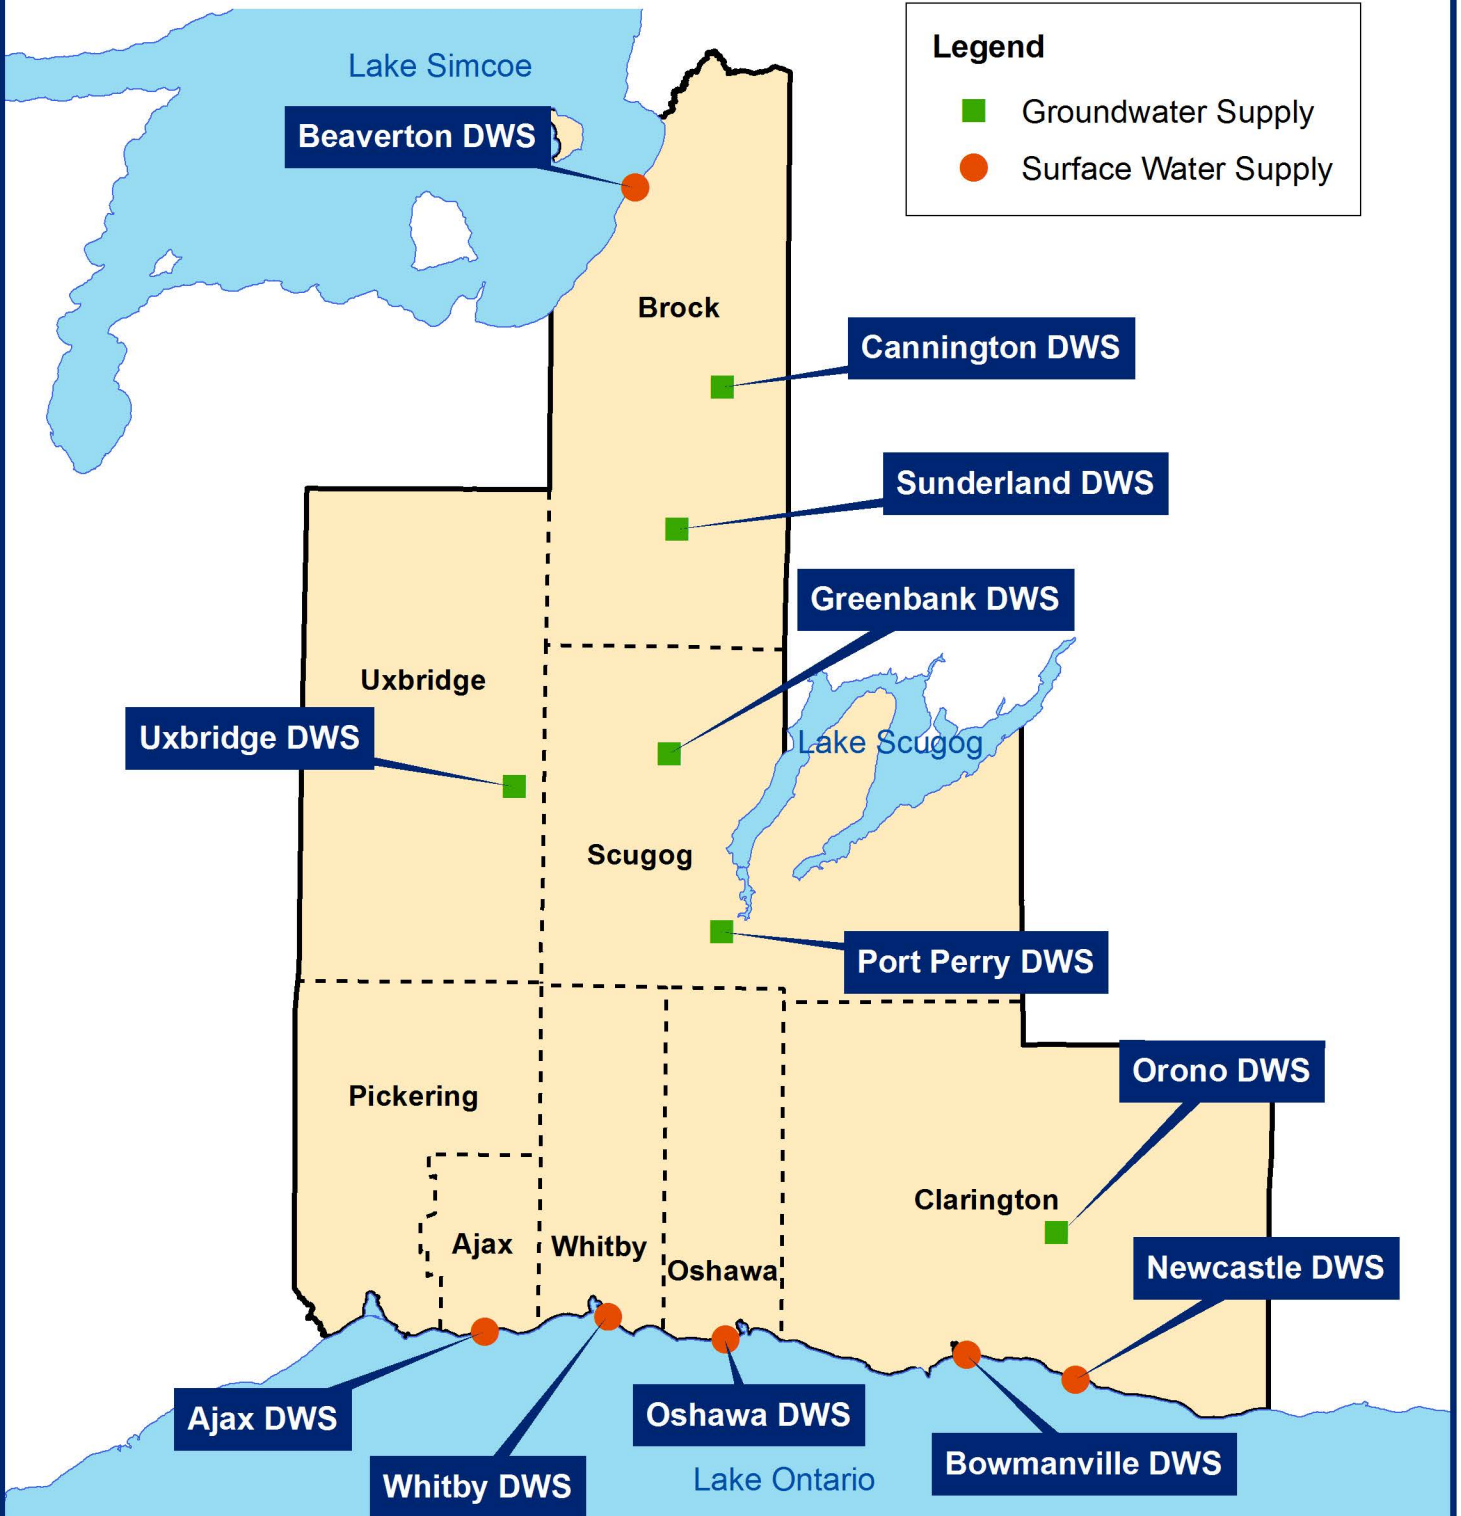 Legend
Groundwater Supply
Surface Water Supply
Lake Simcoe
Beaverton DWS
Brock
Cannington DWS
Sunderland DWS
Greenbank DWS
Uxbridge
Uxbridge DWS
Lake Scugog
Scugog
Port Perry DWS
Orono DWS
Pickering
Clarington
Ajax
Whitby
Oshawa
Newcastle DWS
Ajax DWS
Oshawa DWS
Bowmanville DWS
Whitby DWS
Lake Ontario